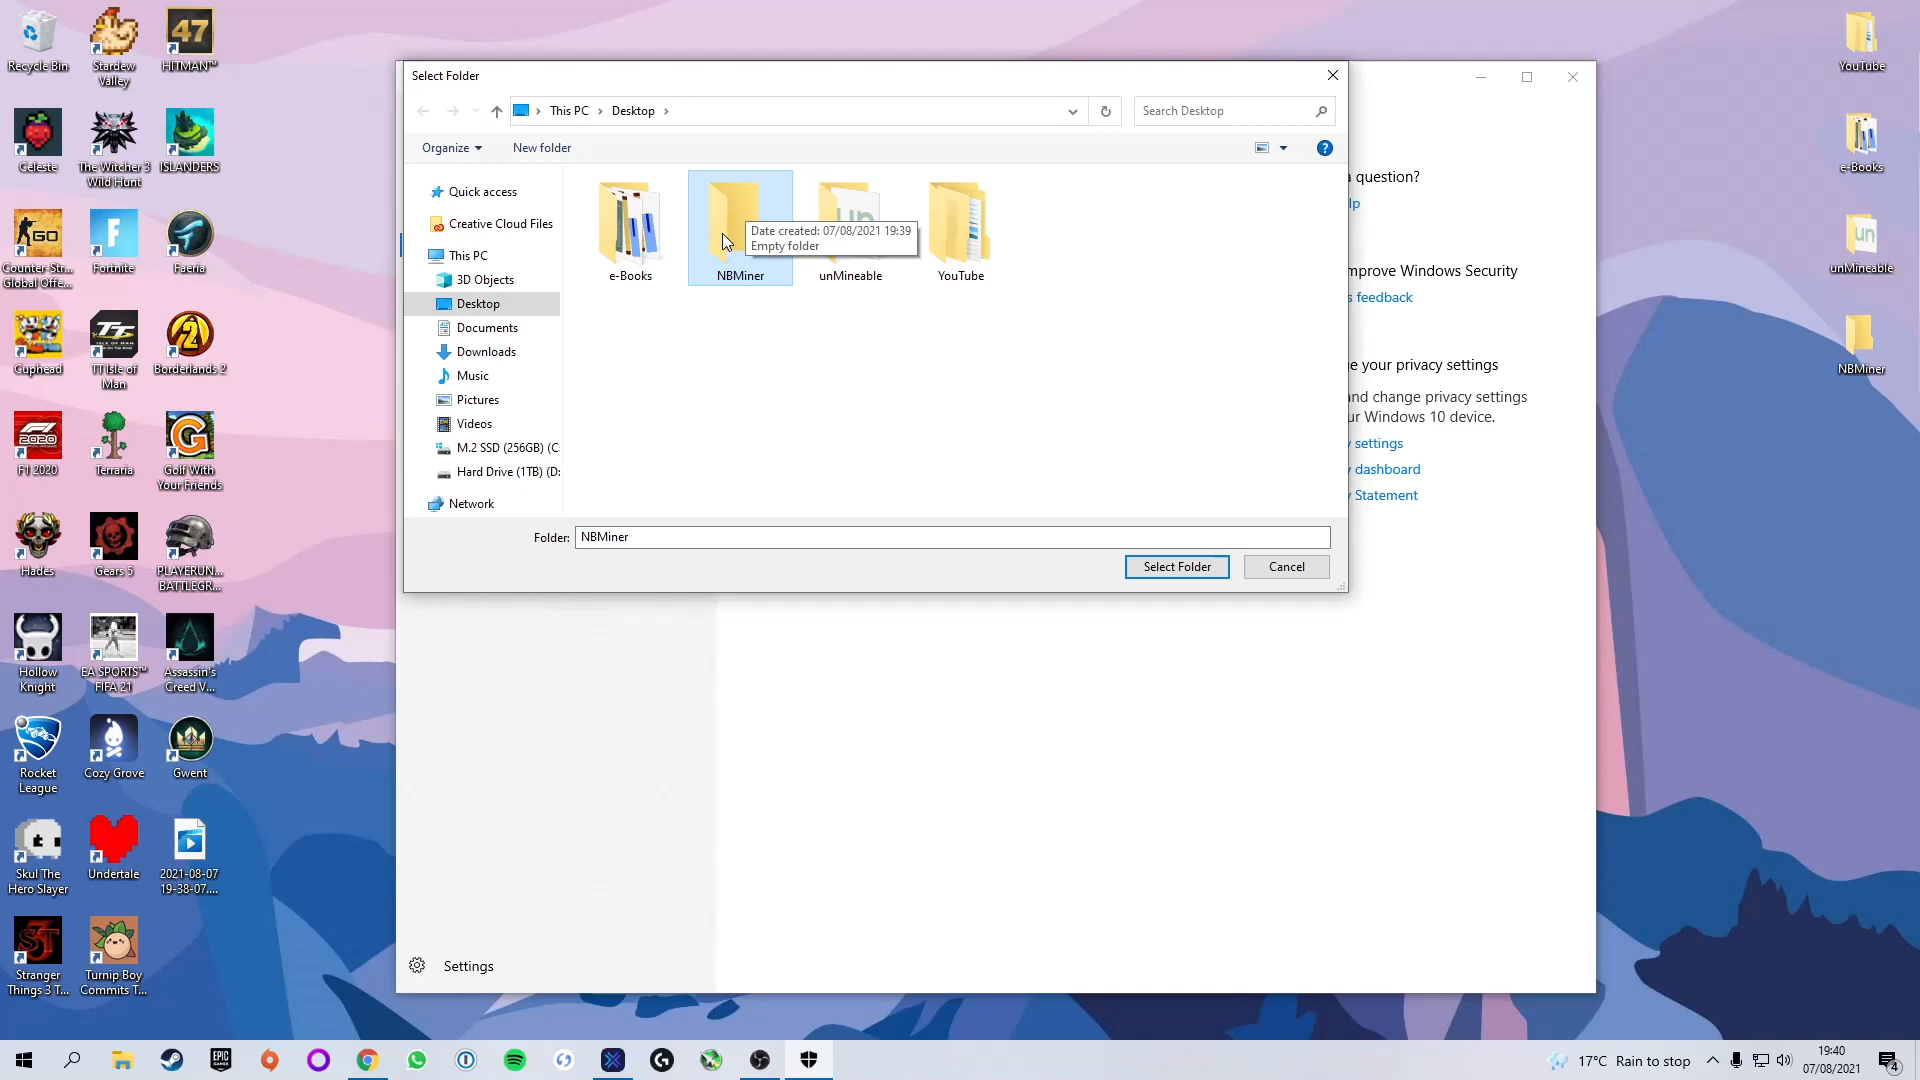 Recycle Bin
Stardew
Valley
47
HITMAN™
Celeste
The Witcher 3
Wild Hunt
ISLANDERS
GO
Counter-Str...
Global Offe...
Fortnite
Faeria
Cuphead
TT Isle of
Man
Borderlands 2
F1 2020
Terraria
Golf With
Your Friends
Hades
Gears 5
PLAYERUN...
BATTLEGR...
Hollow
Knight
EA SPORTS™
FIFA 21
Assassin's
Creed V...
Rocket
League
Cozy Grove
Gwent
Skul The
Hero Slayer
Undertale
2021-08-07
19-38-07....
Stranger
Things 3 T...
Turnip Boy
Commits T...
Select Folder
This PC
Desktop
Search Desktop
Organize
New folder
Quick access
Creative Cloud Files
This PC
3D Objects
Desktop
Documents
Downloads
Music
Pictures
Videos
M.2 SSD (256GB) (C:
Hard Drive (1TB) (D:
Network
e-Books
NBMiner
unMineable
YouTube
Date created: 07/08/2021 19:39
Empty folder
Folder:
NBMiner
Select Folder
Cancel
a question?
lp
mprove Windows Security
s feedback
e your privacy settings
and change privacy settings
ur Windows 10 device.
y settings
y dashboard
y Statement
Settings
YouTube
e-Books
unMineable
NBMiner
EPIC
GAMES
17°C Rain to stop
19:40
07/08/2021
4